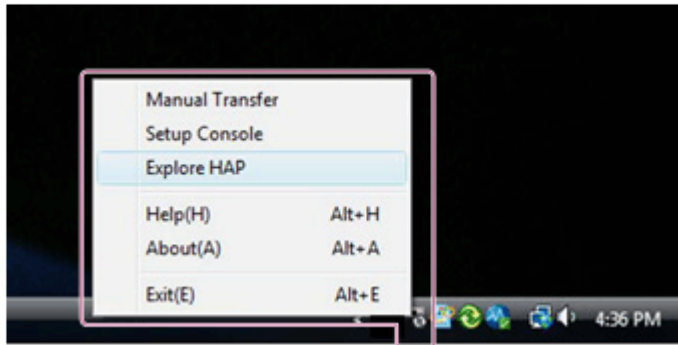 Manual Transfer
Setup Console
Explore HAP
Help(H) Alt+H
About(A) Alt+A
Exit(E) Alt+E
4:36 PM